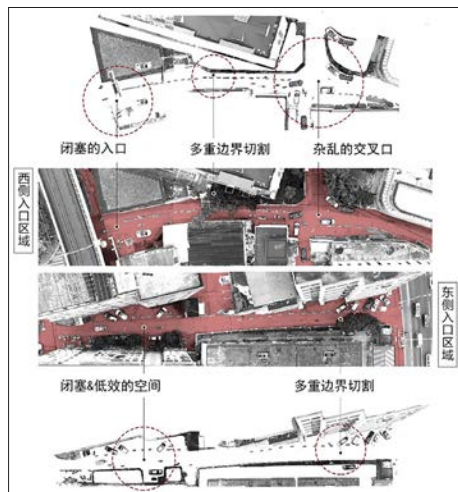 闭塞的入口
多重边界切割
杂乱的交叉口
西侧入口区域
东侧入口区域
闭塞&低效的空间
多重边界切割